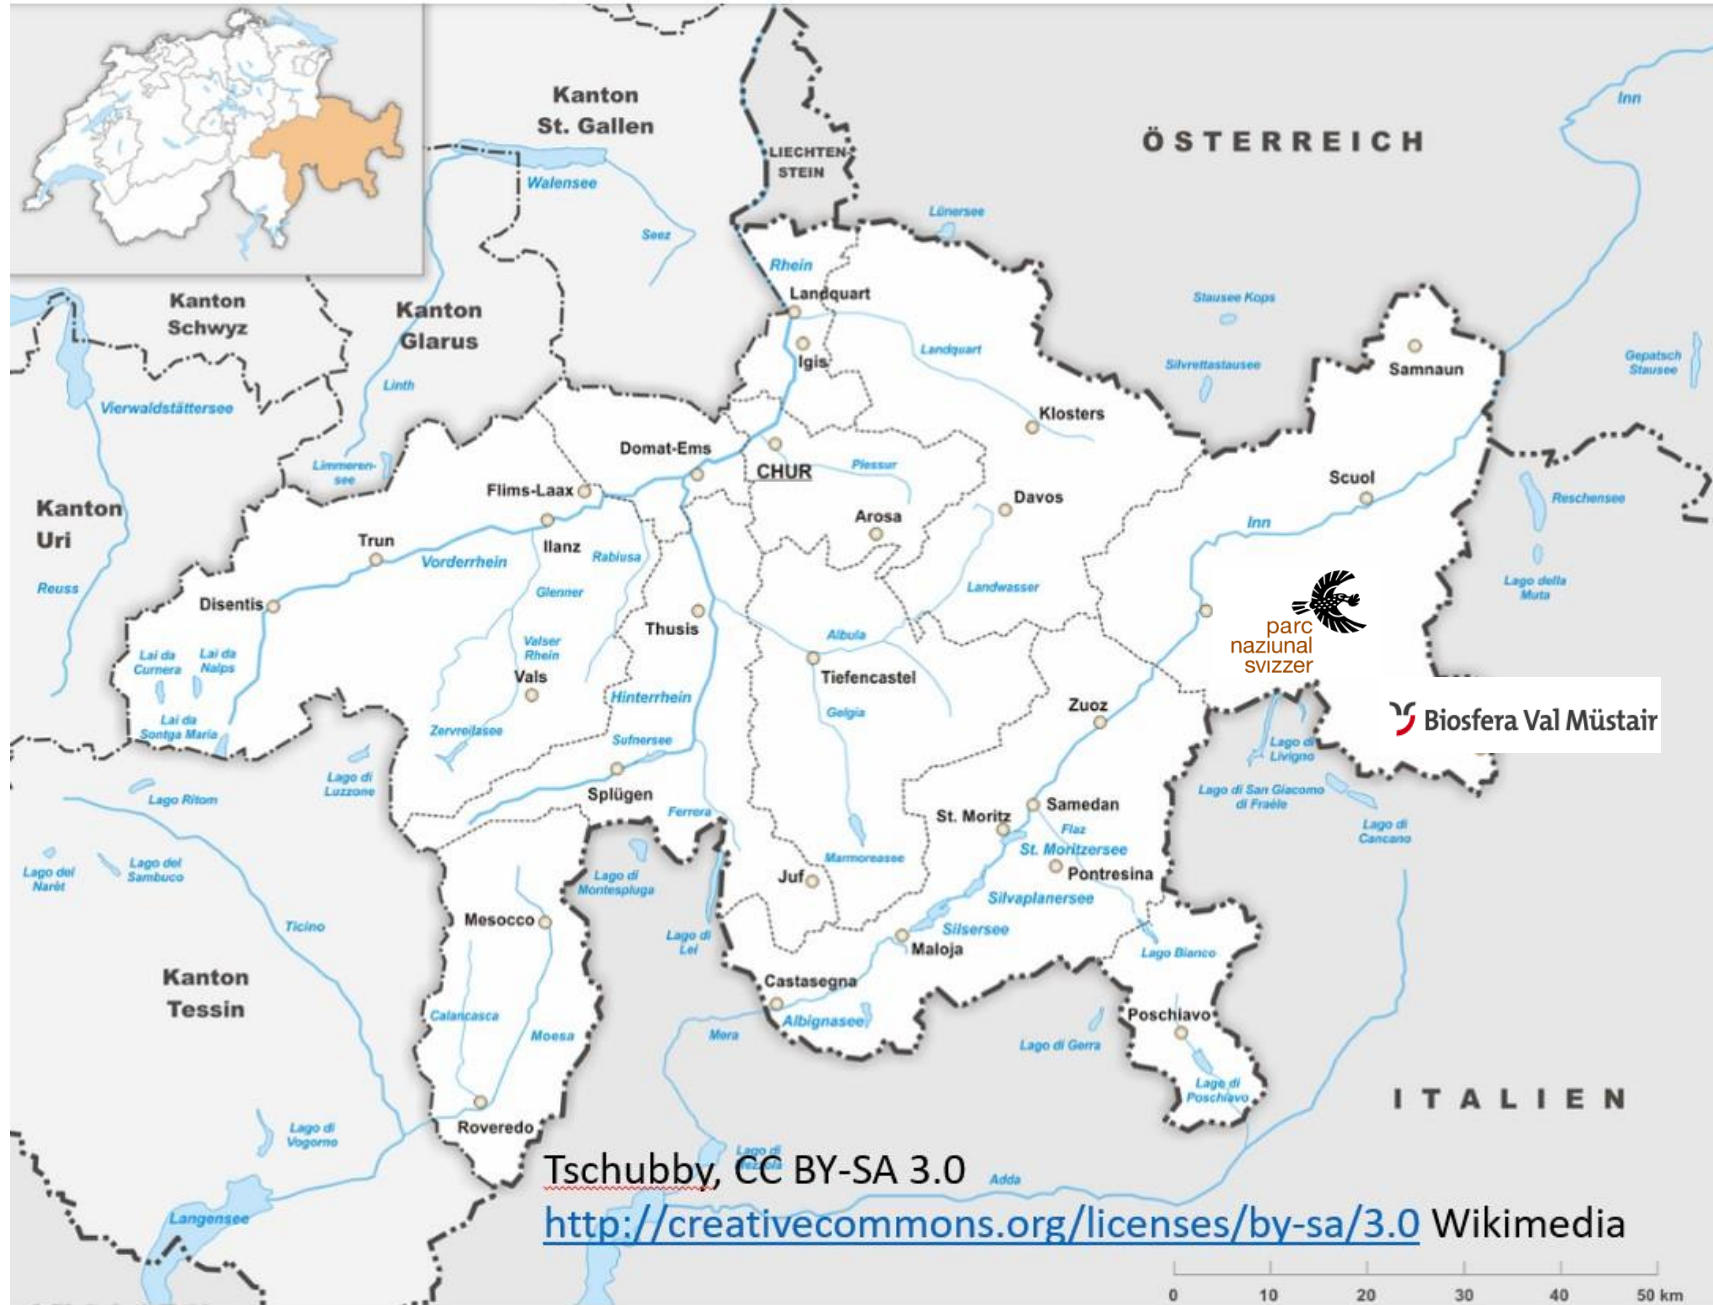 Kanton
St. Gallen
ÖSTERREICH
Inn
LIECHTEN-
STEIN
Walensee
Seez
Lünersee
Rhein
Landquart
Kanton
Schwyz
Kanton
Glarus
Stausee Kops
Igis
Landquart
Silvrettastausee
Samnaun
Gepatsch
Stausee
Linth
Vierwaldstättersee
Klosters
Domat-Ems
CHUR
Plessur
Limmeren-
see
Flims-Laax
Davos
Scuol
Reschensee
Kanton
Uri
Arosa
Inn
Trun
Ilanz
Rabiusa
Vorderrhein
Reuss
Glenner
Landwasser
Lago della
Muta
Disentis
Thusis
Albula
parc
naziunal
svizzer
Lai da
Curnera
Lai da
Nalps
Valser
Rhein
Vals
Tiefencastel
Hinterrhein
Zuoz
Gelgia
Biosfera Val Müstair
Lai da
Sontga Maria
Zervreilasee
Sufnersee
Lago di
Livigno
Lago di
Luzzone
Lago Ritom
Splügen
Lago di San Giacomo
di Fraéle
Samedan
Ferrera
St. Moritz
Flaz
Lago di
Cancano
St. Moritzersee
Marmoreasee
Pontresina
Lago del
Narèt
Lago del
Sambuco
Lago di
Montespluga
Juf
Silvaplanersee
Mesocco
Ticino
Silsersee
Lago di
Lei
Maloja
Lago Bianco
Kanton
Tessin
Castasegna
Calancasca
Moesa
Albignasee
Poschiavo
Mera
Lago di Gerra
Lago di
Poschiavo
ITALIEN
Roveredo
Lago di
Vogorno
Lago di
Mezzola
Tschubby, CC BY-SA 3.0
Adda
Langensee
http://creativecommons.org/licenses/by-sa/3.0 Wikimedia
0 10 20 30 40 50 km